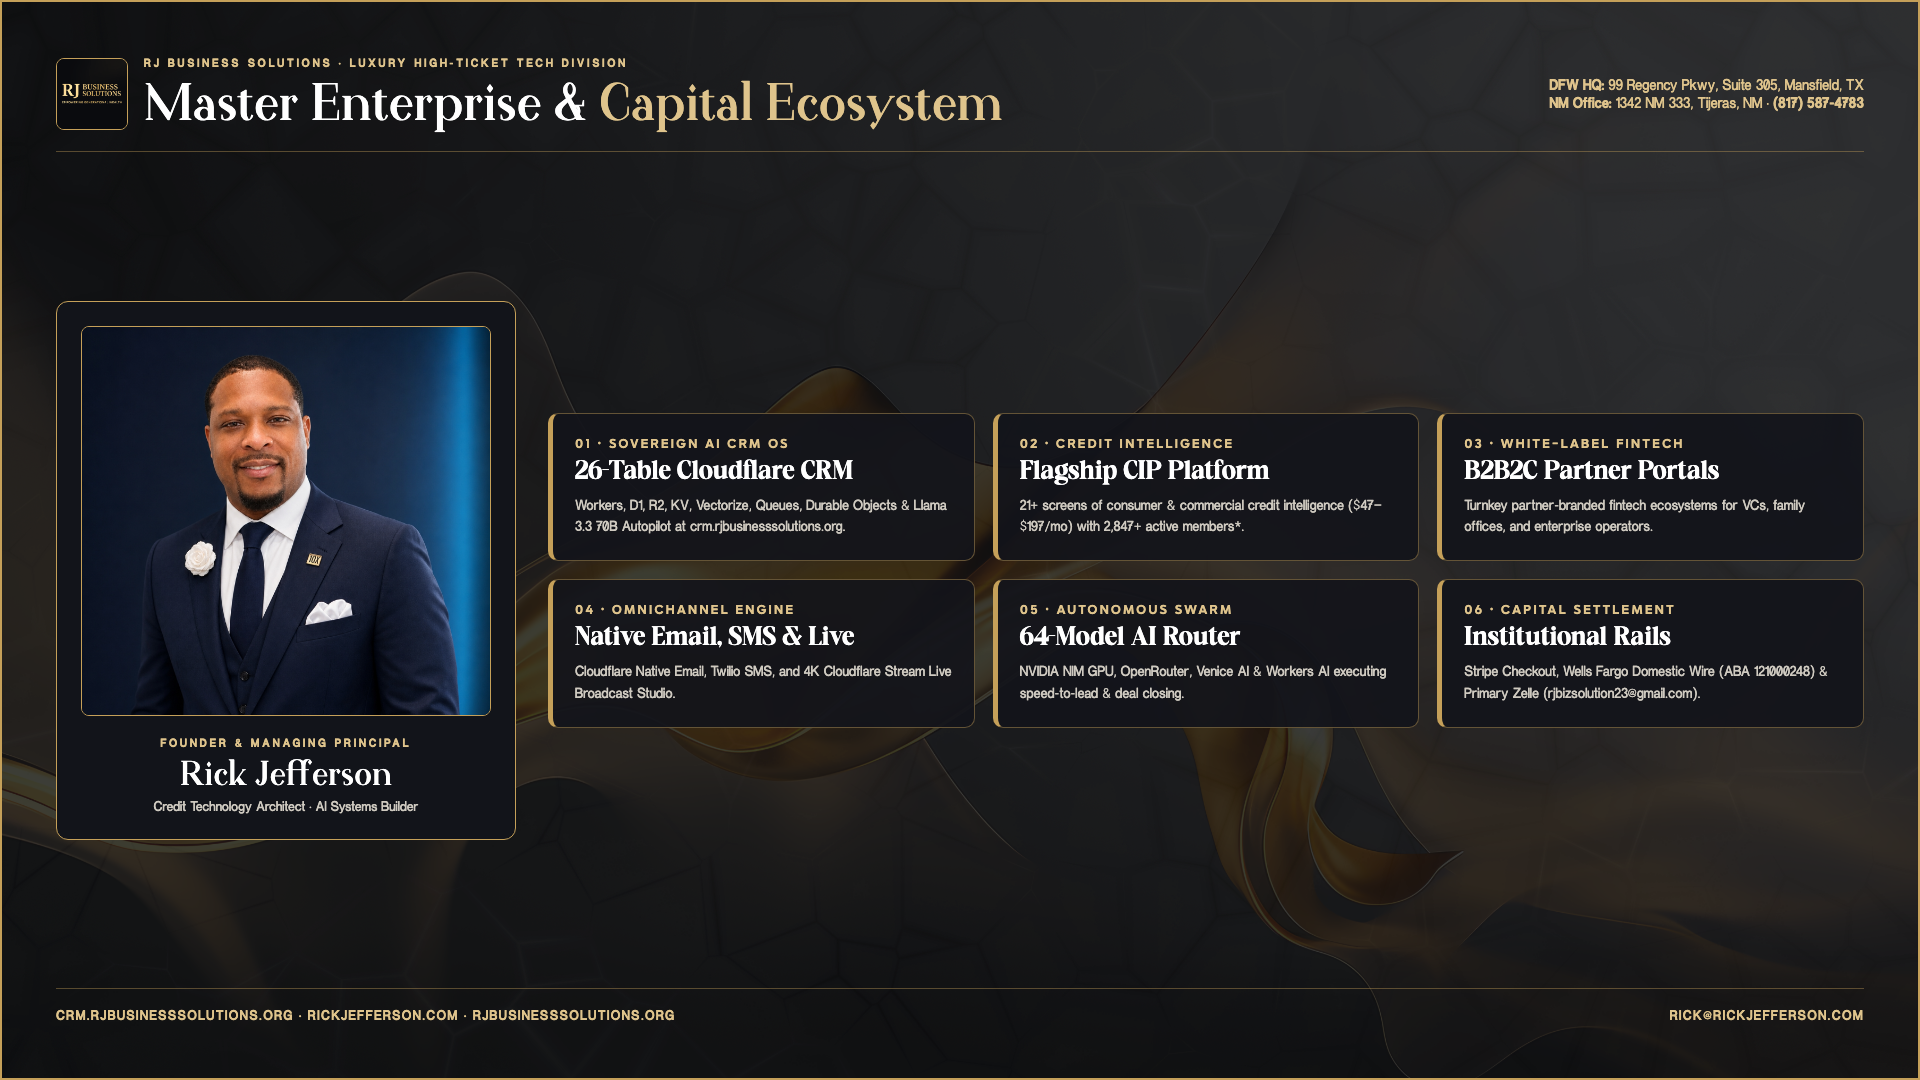 RJ BUSINESS SOLUTIONS
RJ BUSINESS SOLUTIONS · LUXURY HIGH-TICKET TECH DIVISION
Master Enterprise & Capital Ecosystem
DFW HQ: 99 Regency Pkwy, Suite 305, Mansfield, TX
NM Office: 1342 NM 333, Tijeras, NM · (817) 587-4783
10X
FOUNDER & MANAGING PRINCIPAL
Rick Jefferson
Credit Technology Architect · AI Systems Builder
01 · SOVEREIGN AI CRM OS
26-Table Cloudflare CRM
Workers, D1, R2, KV, Vectorize, Queues, Durable Objects & Llama
3.3 70B Autopilot at crm.rjbusinesssolutions.org.
02 · CREDIT INTELLIGENCE
Flagship CIP Platform
21+ screens of consumer & commercial credit intelligence ($47–
$197/mo) with 2,847+ active members*.
03 · WHITE-LABEL FINTECH
B2B2C Partner Portals
Turnkey partner-branded fintech ecosystems for VCs, family
offices, and enterprise operators.
04 · OMNICHANNEL ENGINE
Native Email, SMS & Live
Cloudflare Native Email, Twilio SMS, and 4K Cloudflare Stream Live
Broadcast Studio.
05 · AUTONOMOUS SWARM
64-Model AI Router
NVIDIA NIM GPU, OpenRouter, Venice AI & Workers AI executing
speed-to-lead & deal closing.
06 · CAPITAL SETTLEMENT
Institutional Rails
Stripe Checkout, Wells Fargo Domestic Wire (ABA 121000248) &
Primary Zelle (rjbizsolution23@gmail.com).
CRM.RJBUSINESSSOLUTIONS.ORG · RICKJEFFERSON.COM · RJBUSINESSSOLUTIONS.ORG
RICK@RICKJEFFERSON.COM